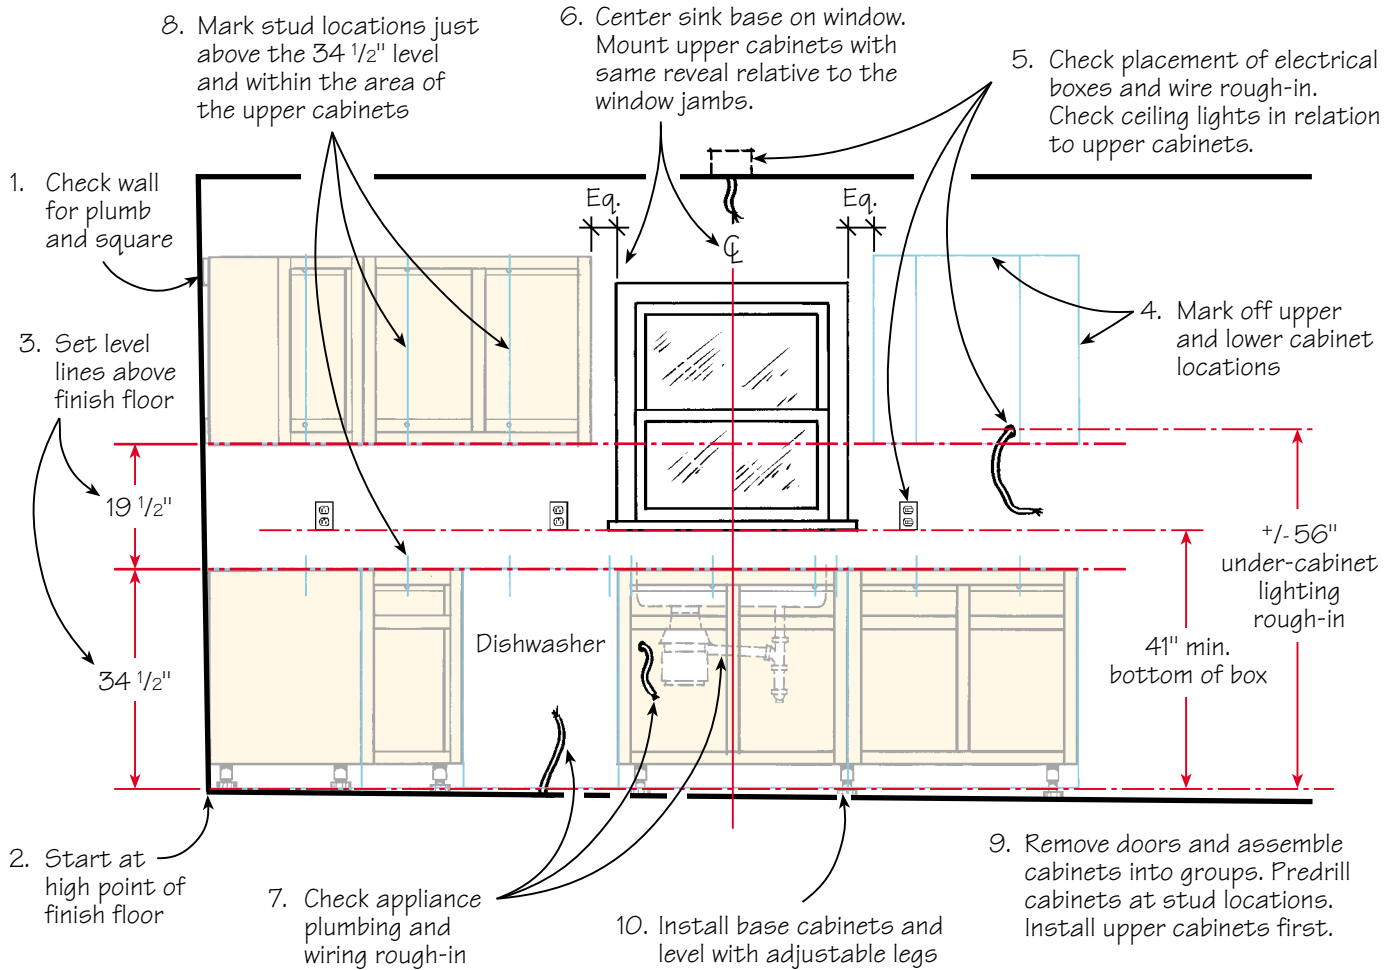 8. Mark stud locations just
above the 34 1/2" level
and within the area of
the upper cabinets
6. Center sink base on window.
Mount upper cabinets with
same reveal relative to the
window jambs.
5. Check placement of electrical
boxes and wire rough-in.
Check ceiling lights in relation
to upper cabinets.
1. Check wall
for plumb
and square
Eq.
Eq.
℄
3. Set level
lines above
finish floor
4. Mark off upper
and lower cabinet
locations
19 1/2"
+/-56"
under-cabinet
lighting
rough-in
Dishwasher
41" min.
bottom of box
34 1/2"
2. Start at
high point of
finish floor
7. Check appliance
plumbing and
wiring rough-in
10. Install base cabinets and
level with adjustable legs
9. Remove doors and assemble
cabinets into groups. Predrill
cabinets at stud locations.
Install upper cabinets first.